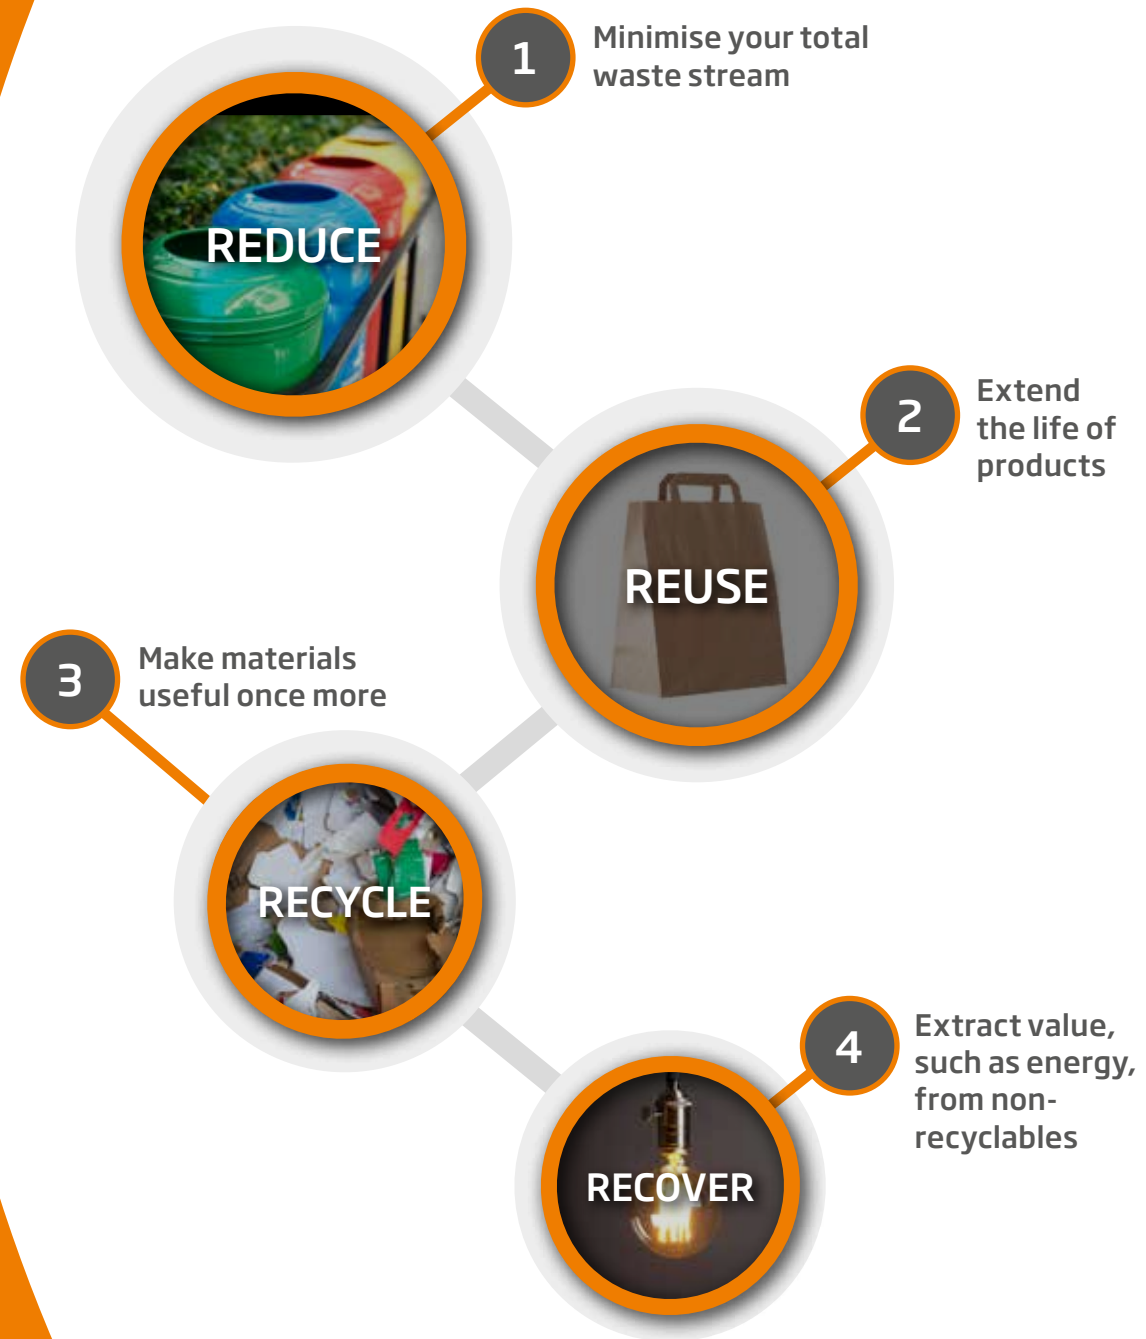 1
Minimise your total
waste stream
REDUCE
2
Extend
the life of
products
REUSE
3
Make materials
useful once more
RECYCLE
4
Extract value,
such as energy,
from non-
recyclables
RECOVER